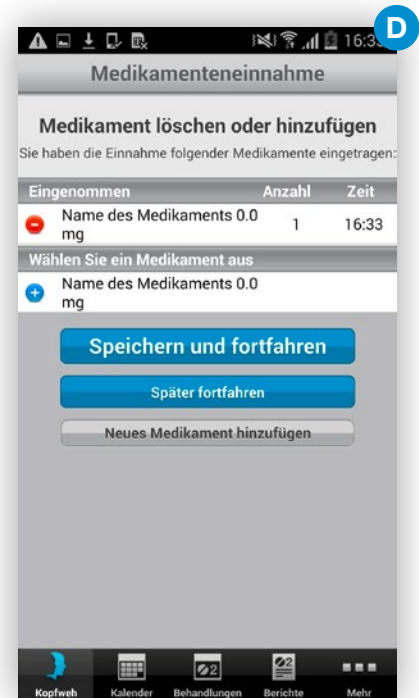 D
16:33
Medikamenteneinnahme
Medikament löschen oder hinzufügen
Sie haben die Einnahme folgender Medikamente eingetragen:
Eingenommen Anzahl Zeit
Name des Medikaments 0.0 mg 1 16:33
Wählen Sie ein Medikament aus
Name des Medikaments 0.0 mg
Speichern und fortfahren
Später fortfahren
Neues Medikament hinzufügen
Kopfweh Kalender Behandlungen Berichte Mehr